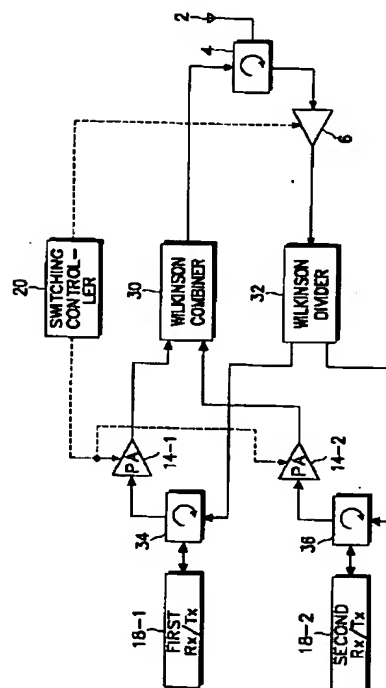 2
4
6
20
SWITCHING
CONTROL-
LER
30
WILKINSON
COMBINER
32
WILKINSON
DIVIDER
PA
14-1
PA
14-2
34
36
18-1
FIRST
Rx/Tx
18-2
SECOND
Rx/Tx